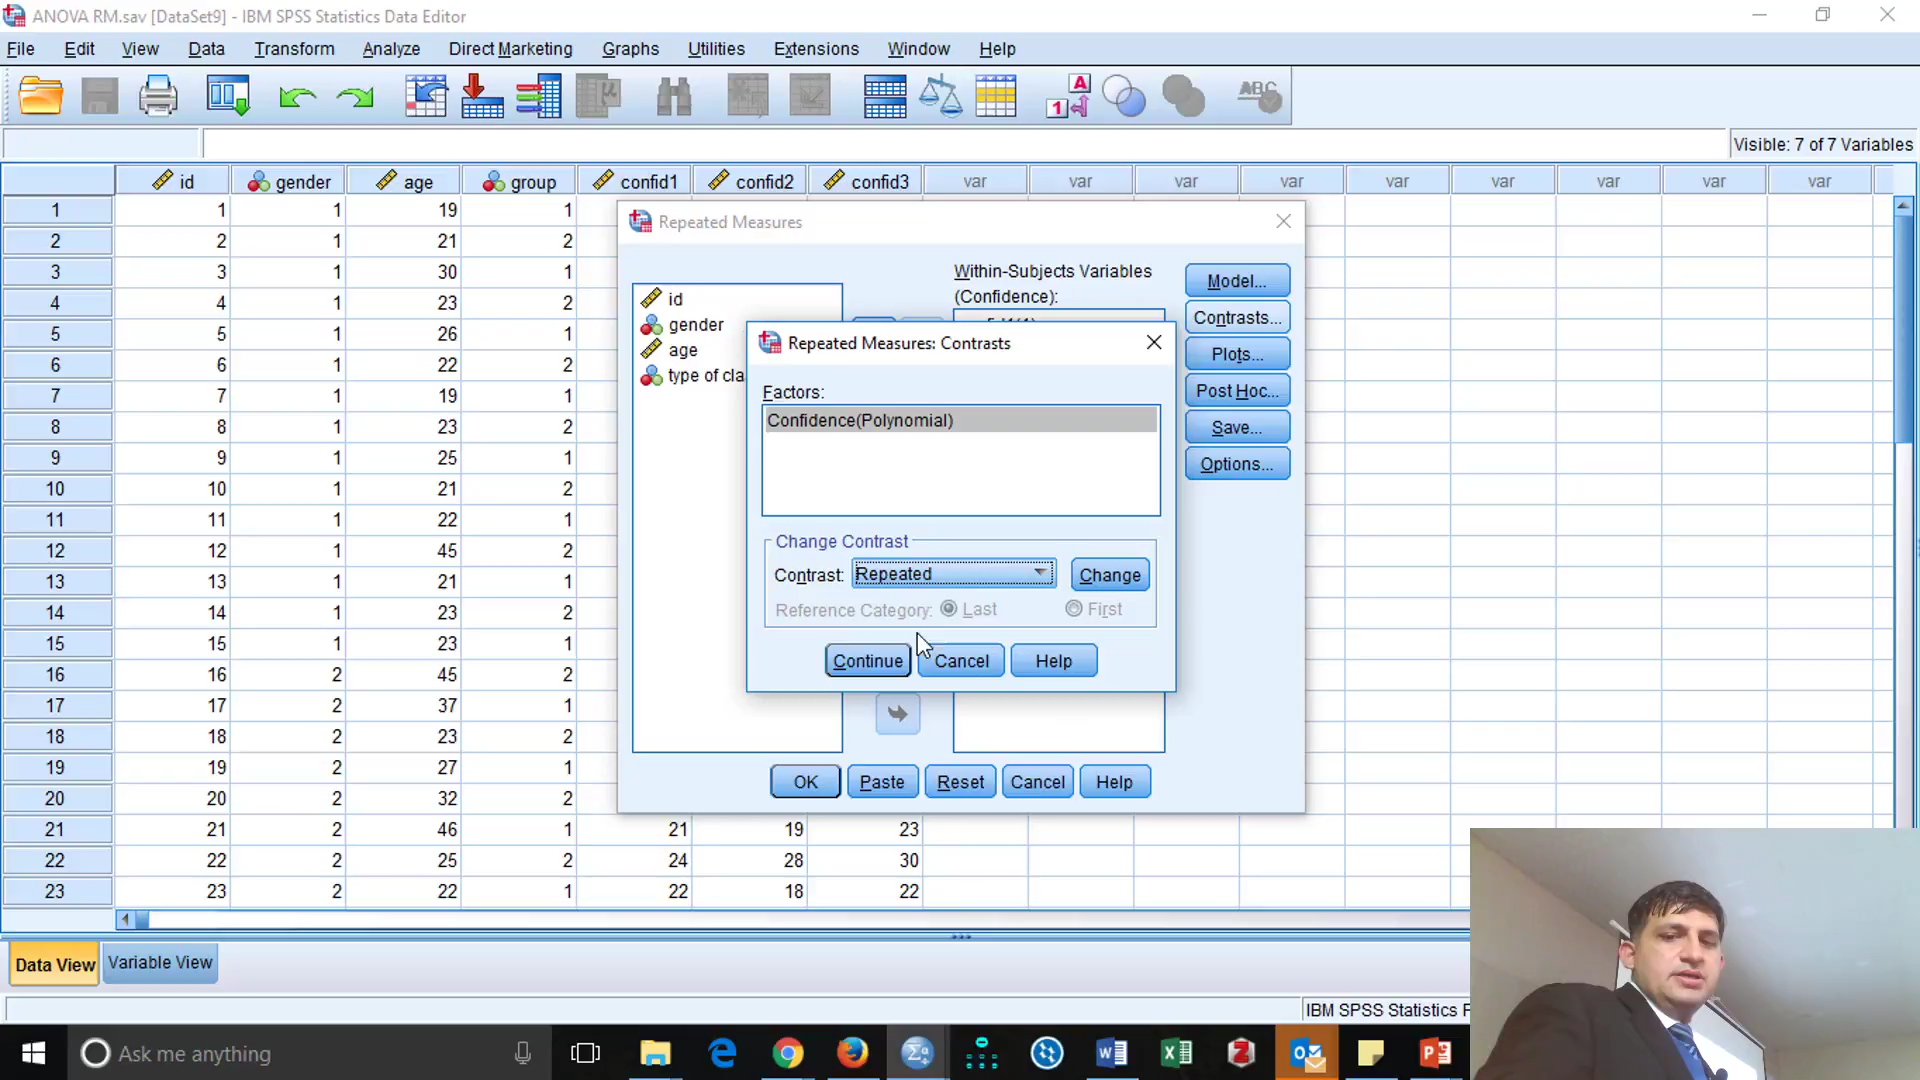 ANOVA RM.sav [DataSet9] - IBM SPSS Statistics Data Editor
File Edit View Data Transform Analyze Direct Marketing Graphs Utilities Extensions Window Help
Visible: 7 of 7 Variables
id gender age group confid1 confid2 confid3 var var var var var var var var var
1 1 1 19 1
2 2 1 21 2
3 3 1 30 1
4 4 1 23 2
5 5 1 26 1
6 6 1 22 2
7 7 1 19 1
8 8 1 23 2
9 9 1 25 1
10 10 1 21 2
11 11 1 22 1
12 12 1 45 2
13 13 1 21 1
14 14 1 23 2
15 15 1 23 1
16 16 2 45 2
17 17 2 37 1
18 18 2 23 2
19 19 2 27 1
20 20 2 32 2
21 21 2 46 1 21 19 23
22 22 2 25 2 24 28 30
23 23 2 22 1 22 18 22
Repeated Measures
Within-Subjects Variables
(Confidence):
id
gender
age
type of cla
Model...
Contrasts...
Plots...
Post Hoc...
Save...
Options...
Repeated Measures: Contrasts
Factors:
Confidence(Polynomial)
Change Contrast
Contrast: Repeated Change
Reference Category: Last First
Continue Cancel Help
OK Paste Reset Cancel Help
Data View Variable View
IBM SPSS Statistics
Ask me anything